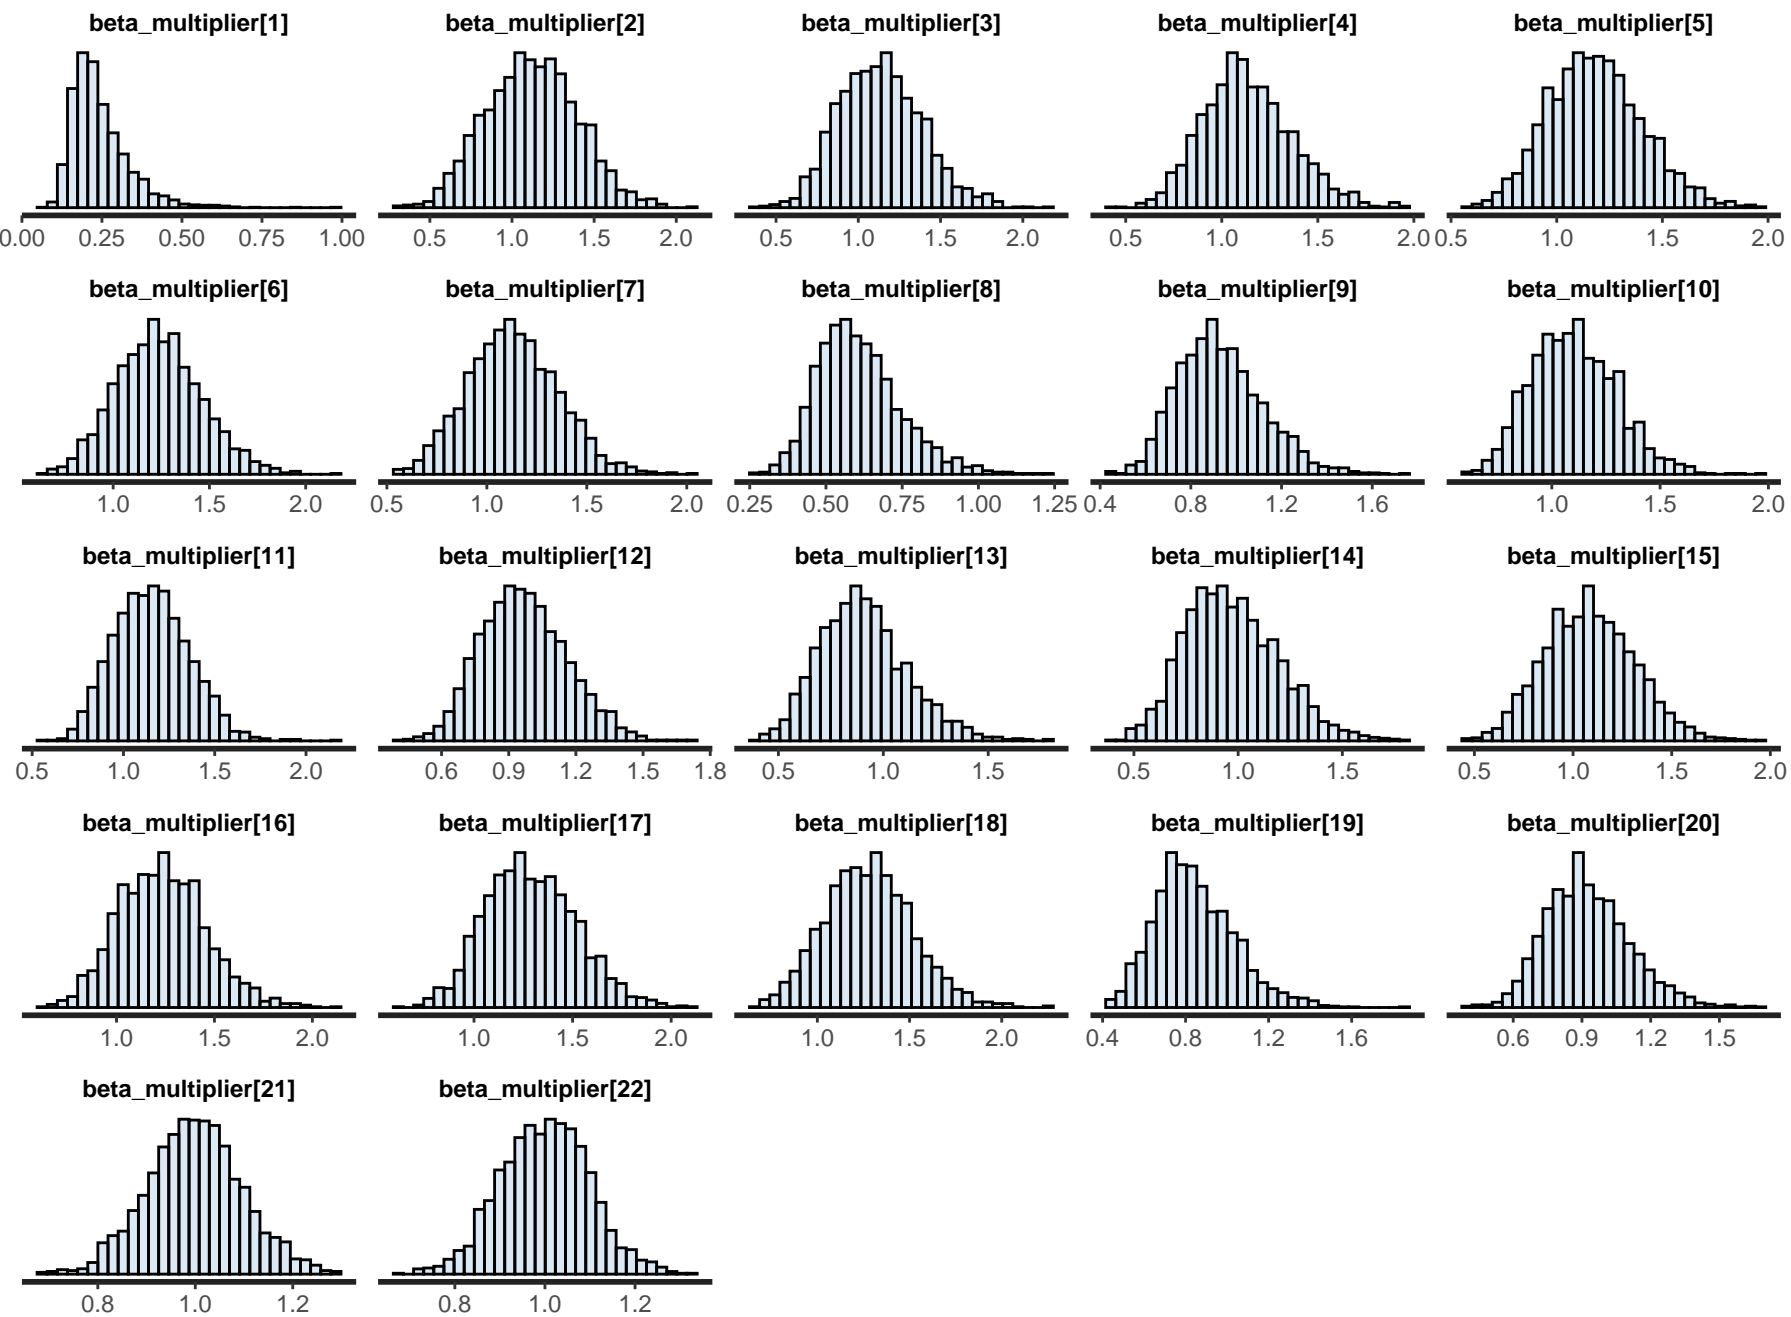 beta_multiplier[1] beta_multiplier[2] beta_multiplier[3] beta_multiplier[4] beta_multiplier[5]
0.00 0.25 0.50 0.75 1.00 0.5 1.0 1.5 2.0 0.5 1.0 1.5 2.0 0.5 1.0 1.5 2.0 0.5 1.0 1.5 2.0
beta_multiplier[6] beta_multiplier[7] beta_multiplier[8] beta_multiplier[9] beta_multiplier[10]
1.0 1.5 2.0 0.5 1.0 1.5 2.0 0.25 0.50 0.75 1.00 1.25 0.4 0.8 1.2 1.6 1.0 1.5 2.0
beta_multiplier[11] beta_multiplier[12] beta_multiplier[13] beta_multiplier[14] beta_multiplier[15]
0.5 1.0 1.5 2.0 0.6 0.9 1.2 1.5 1.8 0.5 1.0 1.5 0.5 1.0 1.5 0.5 1.0 1.5 2.0
beta_multiplier[16] beta_multiplier[17] beta_multiplier[18] beta_multiplier[19] beta_multiplier[20]
1.0 1.5 2.0 1.0 1.5 2.0 1.0 1.5 2.0 0.4 0.8 1.2 1.6 0.6 0.9 1.2 1.5
beta_multiplier[21] beta_multiplier[22]
0.8 1.0 1.2 0.8 1.0 1.2